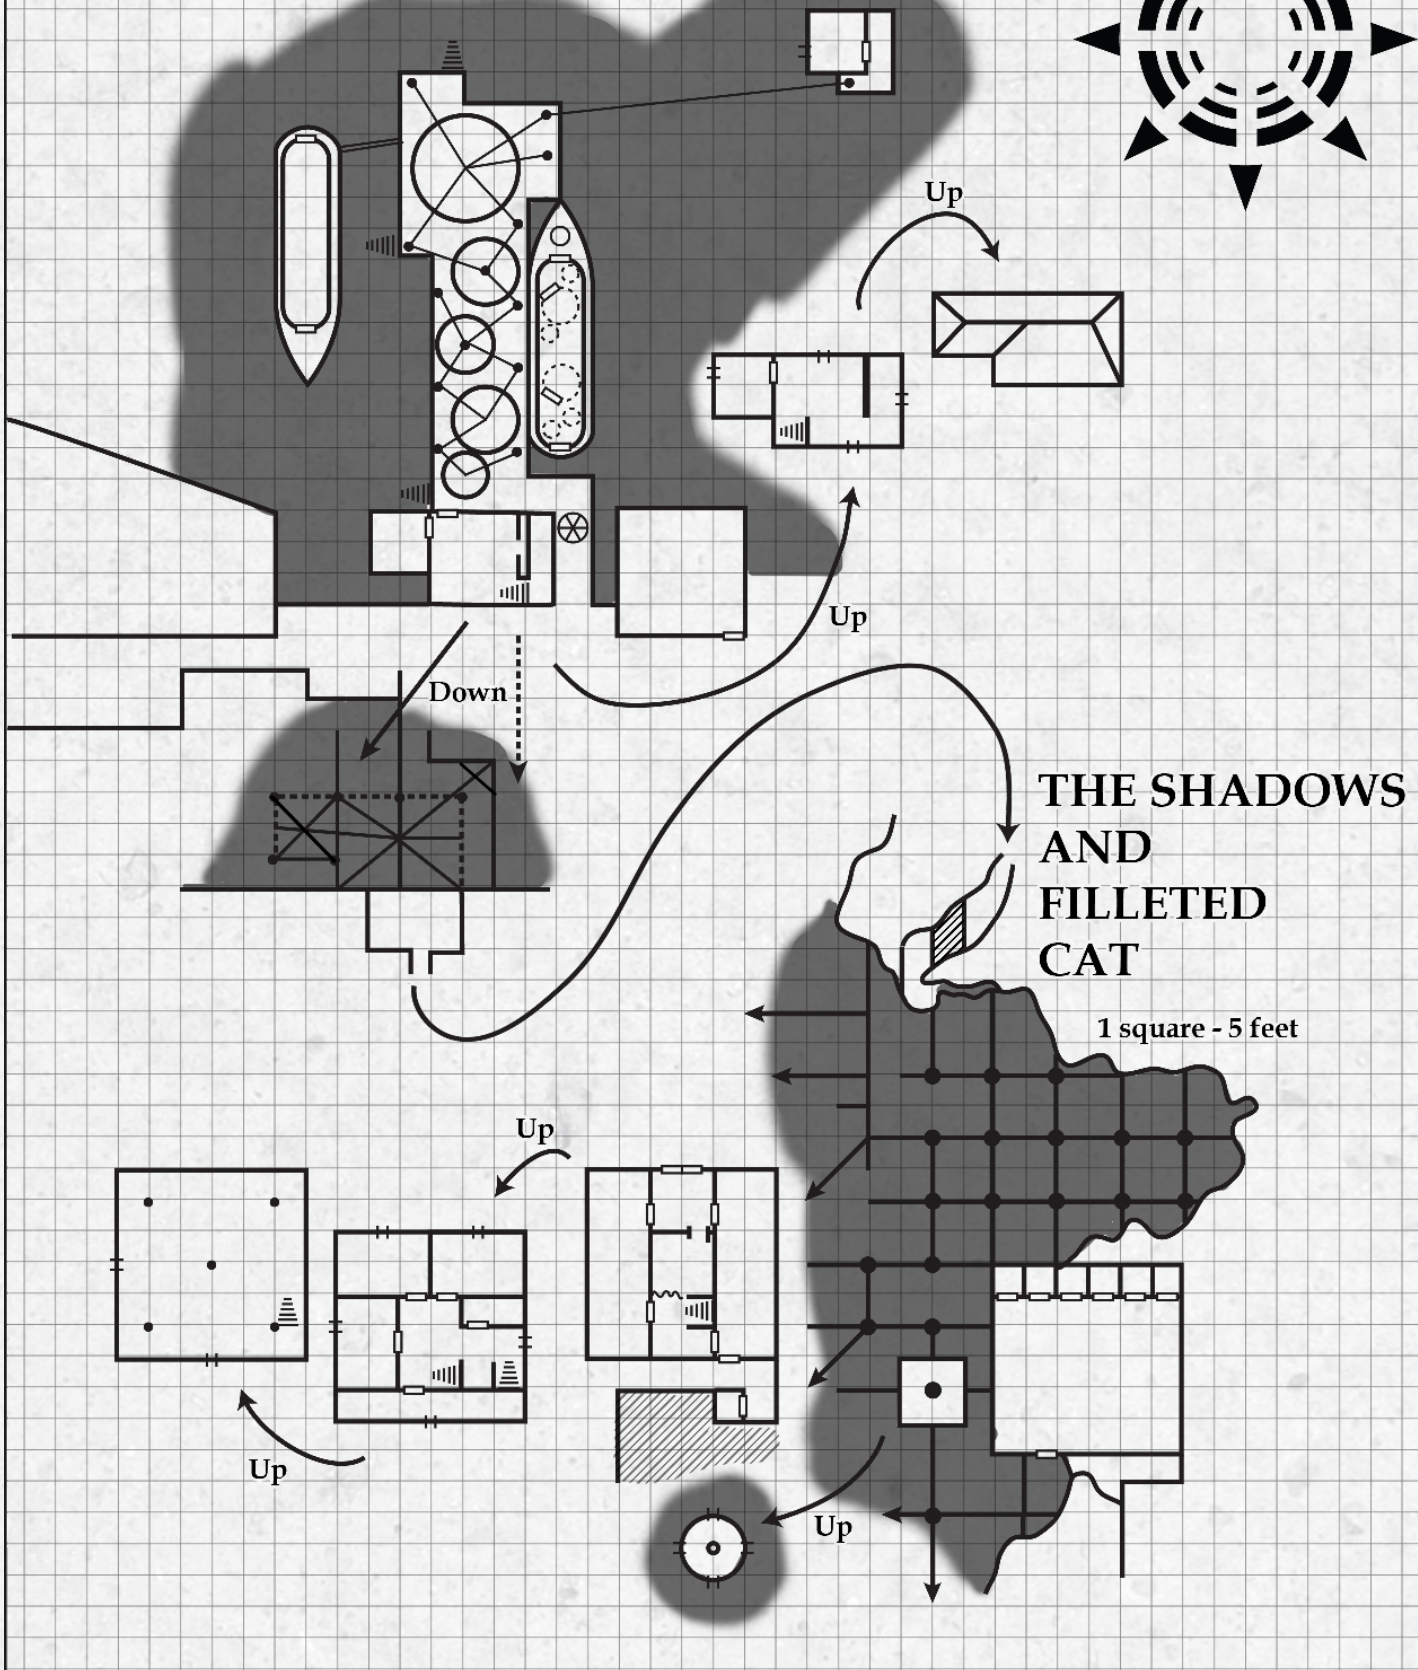 Up
Up
Down
THE SHADOWS
AND
FILLETED
CAT
1 square - 5 feet
Up
Up
Up